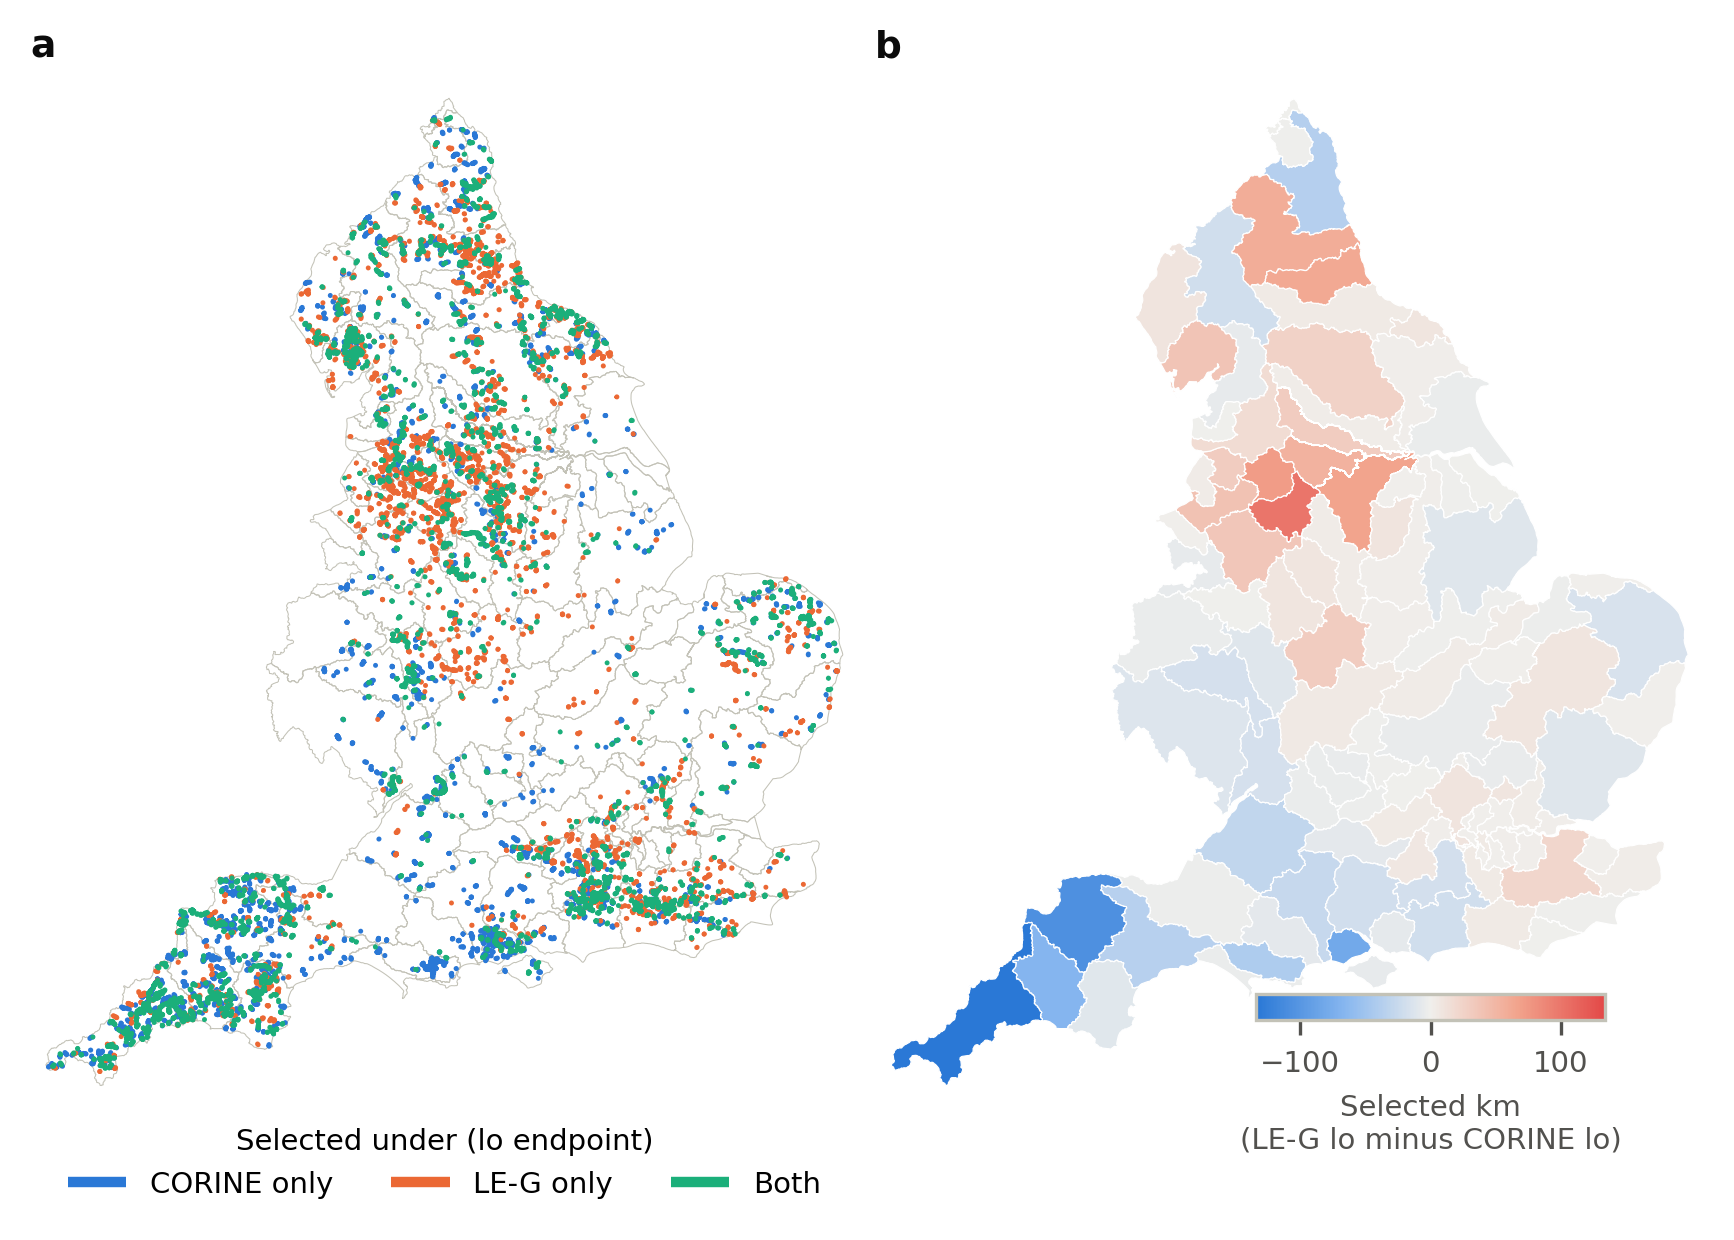 a
b
−100 0 100
Selected km
(LE-G lo minus CORINE lo)
Selected under (lo endpoint)
CORINE only LE-G only Both